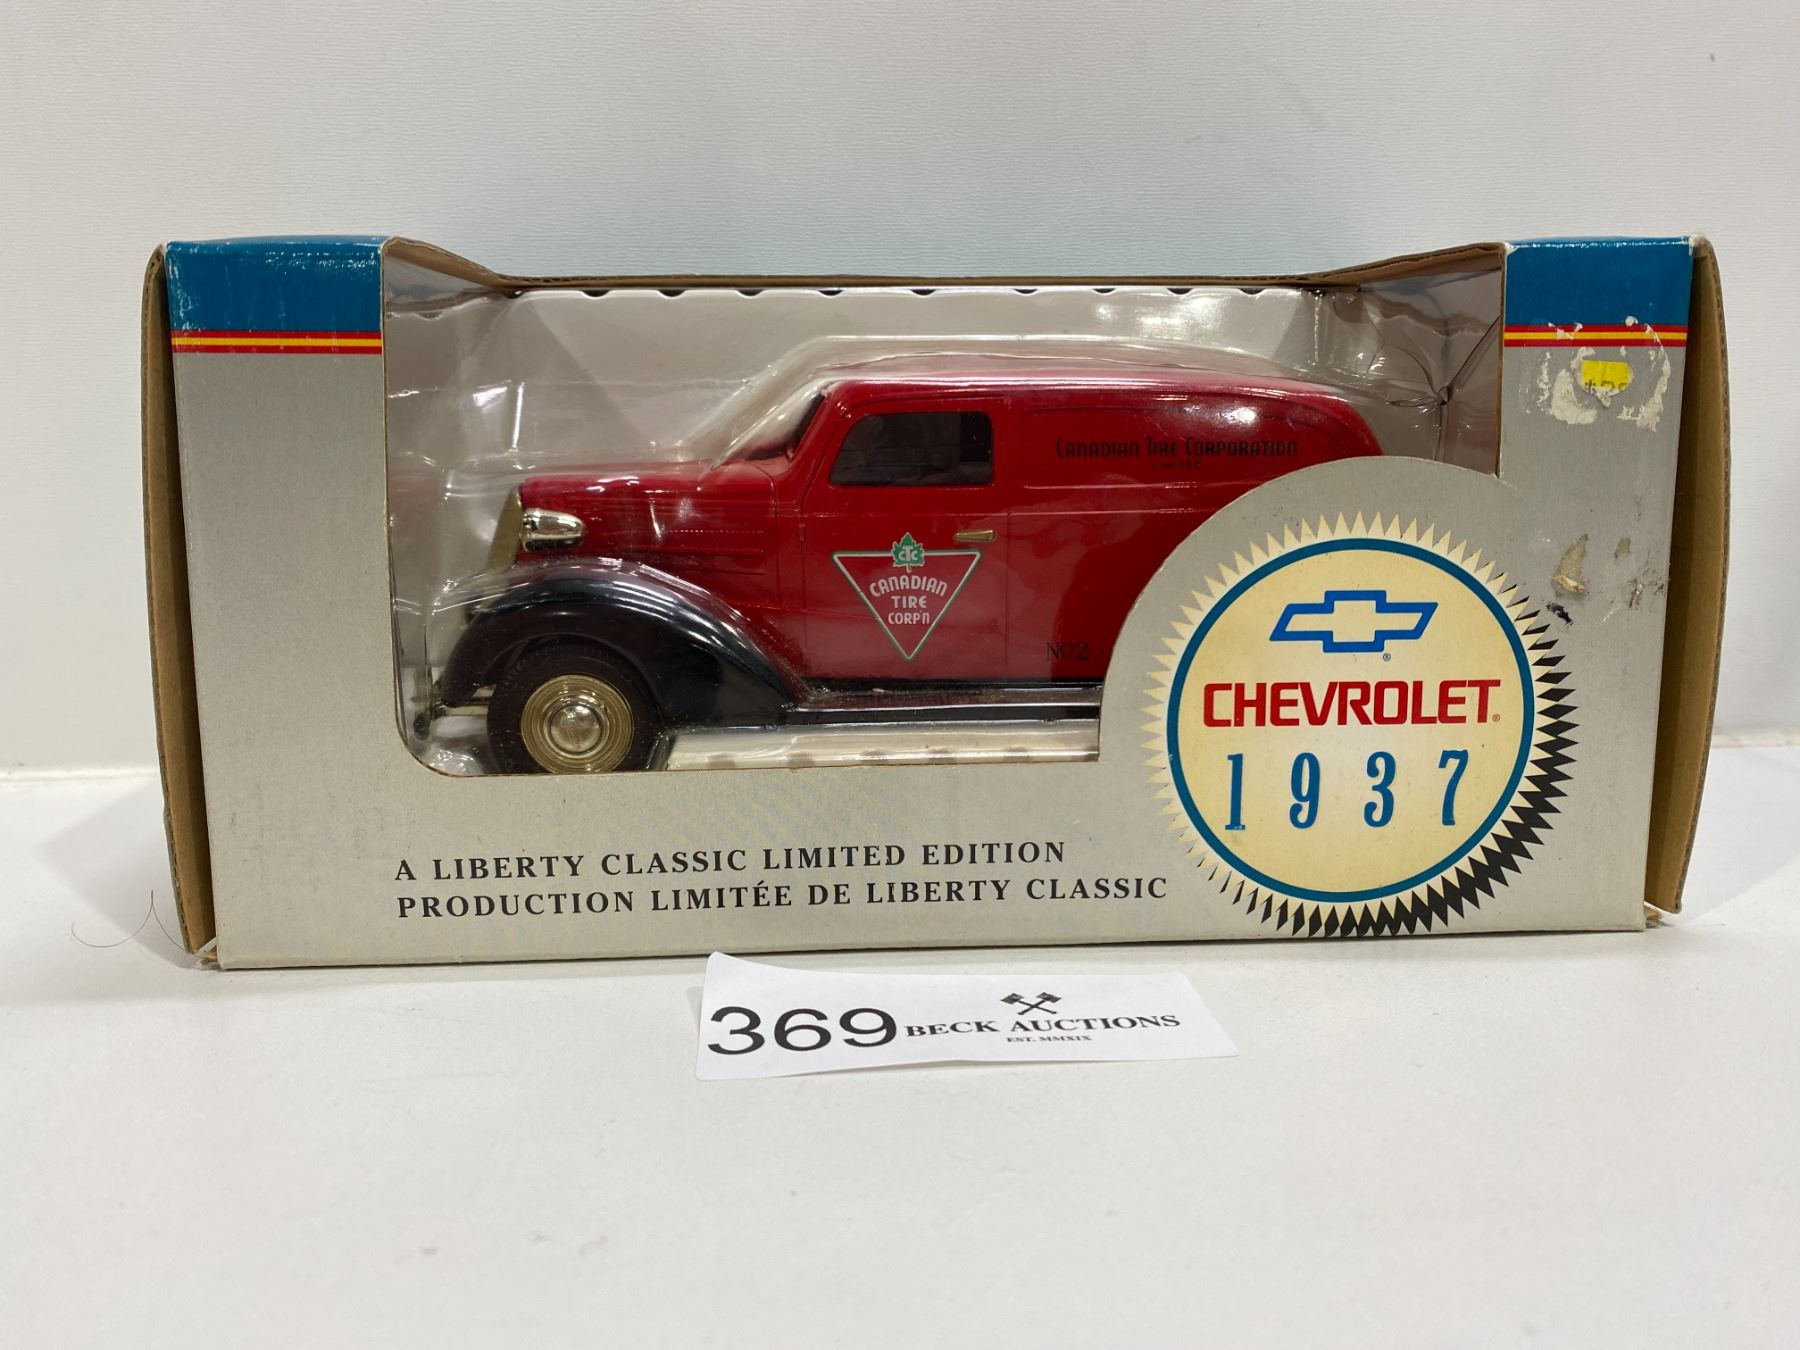 CANADIAN TIRE CORPORATION
LIMITED
CTC
CANADIAN
TIRE
CORP'N
No2
CHEVROLET
1937
A LIBERTY CLASSIC LIMITED EDITION
PRODUCTION LIMITÉE DE LIBERTY CLASSIC
369 BECK AUCTIONS
EST. MMXIX